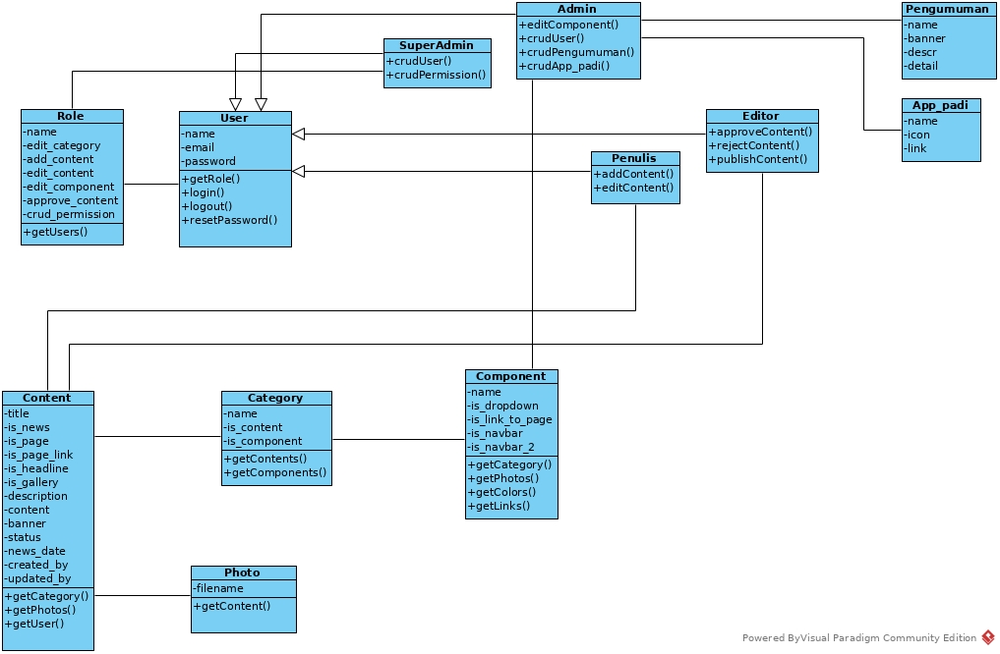 Admin
+editComponent()
+crudUser()
+crudPengumuman()
+crudApp_padi()
Pengumuman
-name
-banner
-descr
-detail
SuperAdmin
+crudUser()
+crudPermission()
App_padi
-name
-icon
-link
Role
-name
-edit_category
-add_content
-edit_content
-edit_component
-approve_content
-crud_permission
+getUsers()
User
-name
-email
-password
+getRole()
+login()
+logout()
+resetPassword()
Editor
+approveContent()
+rejectContent()
+publishContent()
Penulis
+addContent()
+editContent()
Content
-title
-is_news
-is_page
-is_page_link
-is_headline
-is_gallery
-description
-content
-banner
-status
-news_date
-created_by
-updated_by
+getCategory()
+getPhotos()
+getUser()
Category
-name
-is_content
-is_component
+getContents()
+getComponents()
Component
-name
-is_dropdown
-is_link_to_page
-is_navbar
-is_navbar_2
+getCategory()
+getPhotos()
+getColors()
+getLinks()
Photo
-filename
+getContent()
Powered ByVisual Paradigm Community Edition